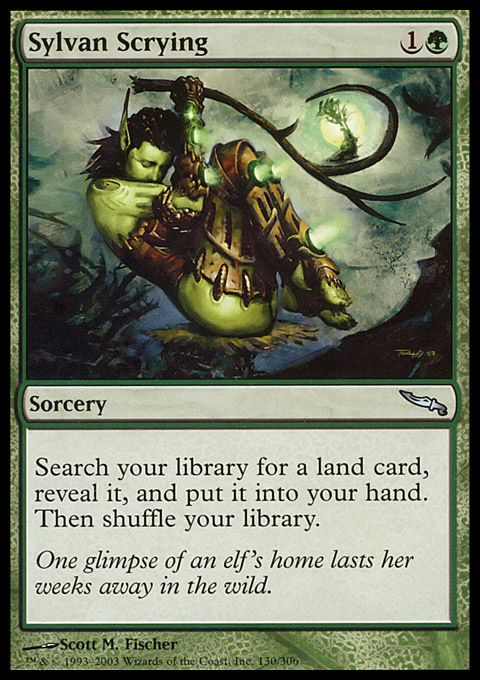 Sylvan Scrying 1
Sorcery
Search your library for a land card,
reveal it, and put it into your hand.
Then shuffle your library.
One glimpse of an elf's home lasts her
weeks away in the wild.
Scott M. Fischer
™ & © 1993–2003 Wizards of the Coast, Inc. 130/306